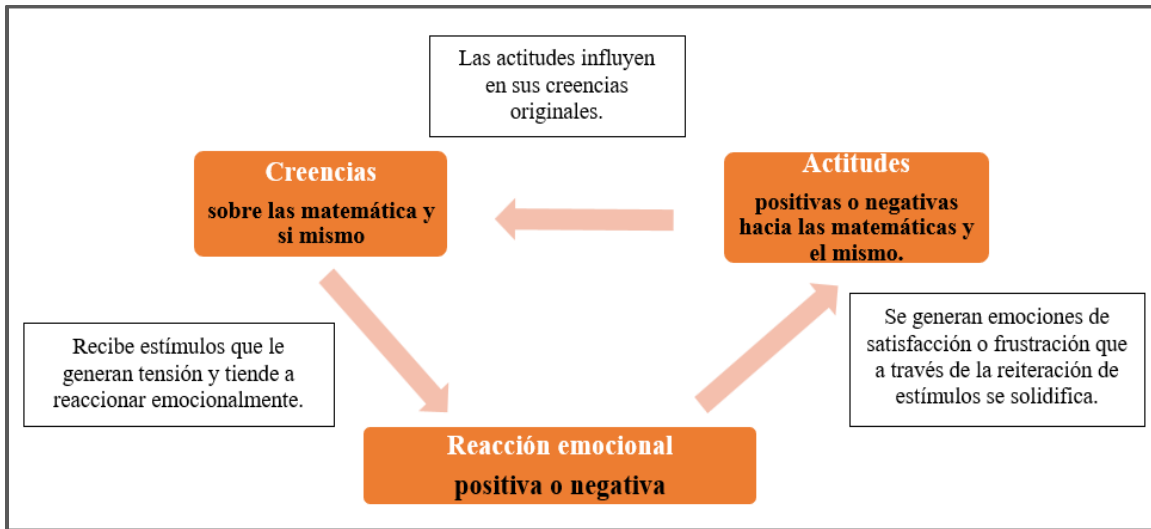 Las actitudes influyen
en sus creencias
originales.
Creencias
sobre las matemática y
si mismo
Actitudes
positivas o negativas
hacia las matemáticas y
el mismo.
Recibe estímulos que le
generan tensión y tiende a
reaccionar emocionalmente.
Se generan emociones de
satisfacción o frustración que
a través de la reiteración de
estímulos se solidifica.
Reacción emocional
positiva o negativa